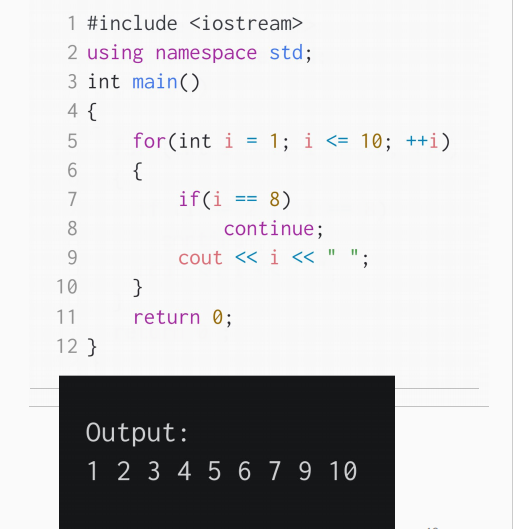 1 #include <iostream>
2 using namespace std;
3 int main()
4 {
5     for(int i = 1; i <= 10; ++i)
6     {
7         if(i == 8)
8             continue;
9         cout << i << " ";
10     }
11     return 0;
12 }
Output:
1 2 3 4 5 6 7 9 10